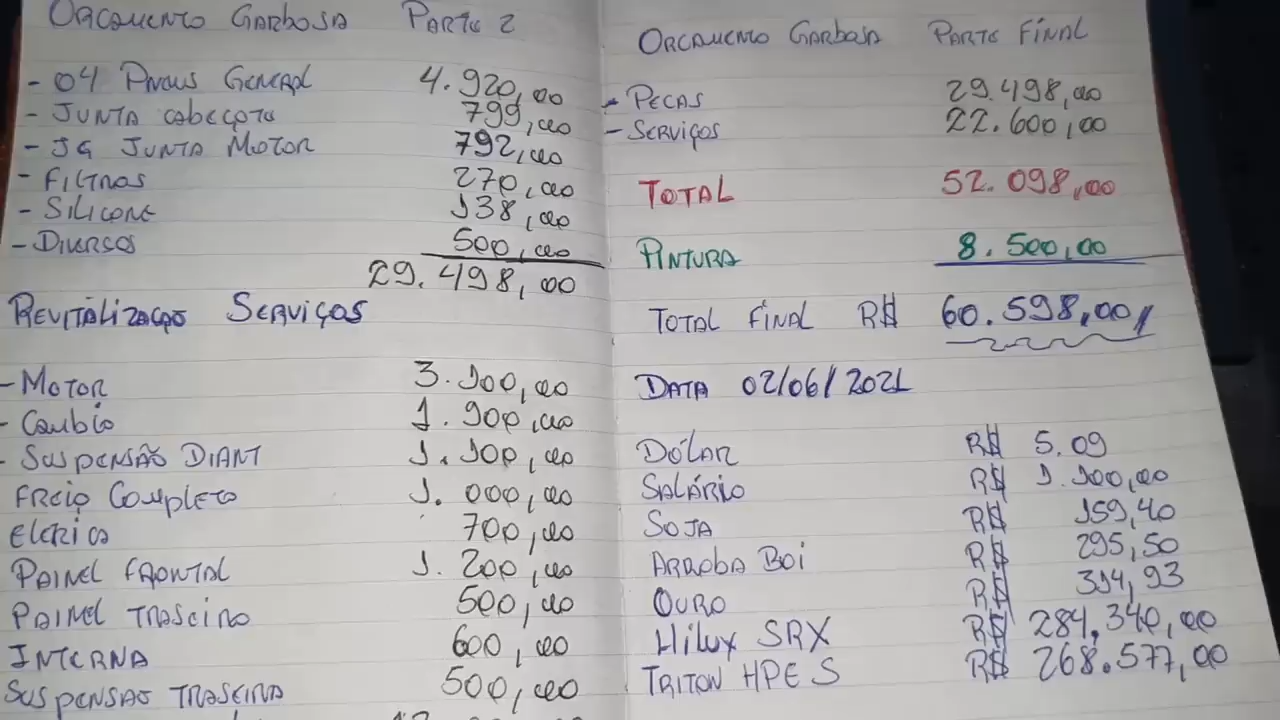 ORCAMENTO GARBOSA PARTE 2
- 04 PNEUS GENERAL 4.920,00
- JUNTA CABEÇOTE 799,00
- JG JUNTA MOTOR 792,00
- FILTROS 270,00
- SILICONE 138,00
- DIVERSOS 500,00
29.498,00
REVITALIZACAO SERVIÇOS
- MOTOR 3.100,00
- CAMBIO 1.900,00
- SUSPENSÃO DIANT 1.100,00
FREIO COMPLETO 1.000,00
ELETRICO 700,00
PAINEL FRONTAL 1.200,00
PAINEL TRASEIRO 500,00
INTERNA 600,00
SUSPENSAO TRASEIRA 500,00
ORCAMENTO GARBOSA PARTE FINAL
- PECAS 29.498,00
- SERVIÇOS 22.600,00
TOTAL 52.098,00
PINTURA 8.500,00
TOTAL FINAL R$ 60.598,00
DATA 02/06/2021
DÓLAR R$ 5.09
SALÁRIO R$ 1.100,00
SOJA R$ 159,40
ARROBA BOI R$ 295,50
OURO R$ 314,93
HILUX SRX R$ 284,340,00
TRITON HPE S R$ 268.577,00